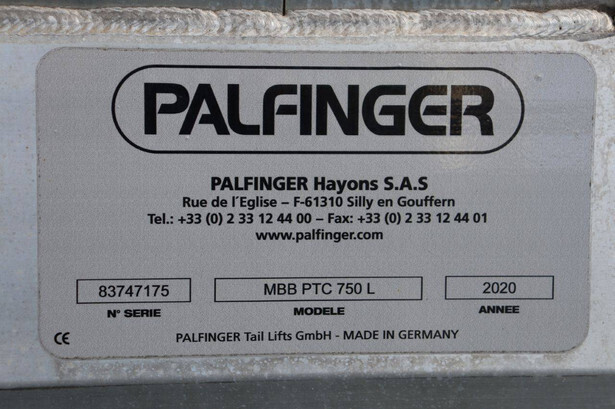 PALFINGER
PALFINGER Hayons S.A.S
Rue de l´Eglise – F-61310 Silly en Gouffern
Tel.: +33 (0) 2 33 12 44 00 – Fax: +33 (0) 2 33 12 44 01
www.palfinger.com
83747175 MBB PTC 750 L 2020
N° SERIE MODELE ANNEE
CE PALFINGER Tail Lifts GmbH - MADE IN GERMANY